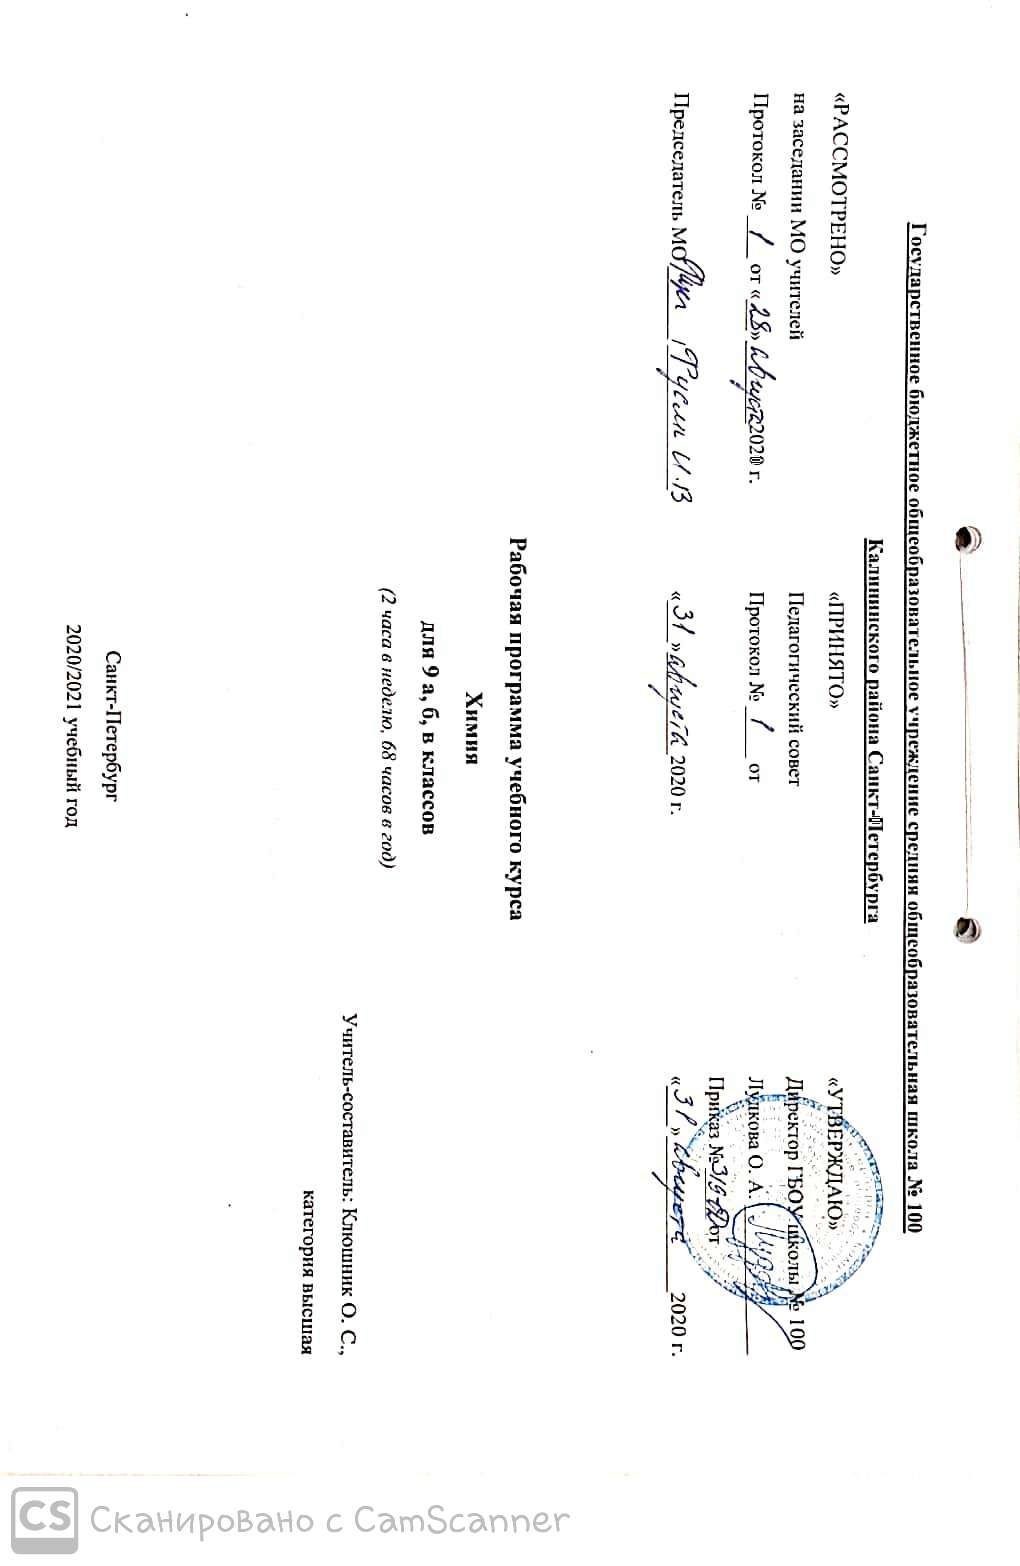 Государственное бюджетное общеобразовательное учреждение средняя общеобразовательная школа № 100
Калининского района Санкт-Петербурга
«РАССМОТРЕНО»
на заседании МО учителей
Протокол № 1 от «28» августа 2020 г.
Председатель МО И.В
«ПРИНЯТО»
Педагогический совет
Протокол № 1 от
«31» августа 2020 г.
«УТВЕРЖДАЮ»
Директор ГБОУ школы № 100
Лудкова О. А.
Приказ № от
«31» августа 2020 г.
Рабочая программа учебного курса
Химия
для 9 а, б, в классов
(2 часа в неделю, 68 часов в год)
Учитель-составитель: Клюшник О. С.,
категория высшая
Санкт-Петербург
2020/2021 учебный год
CS Сканировано с CamScanner